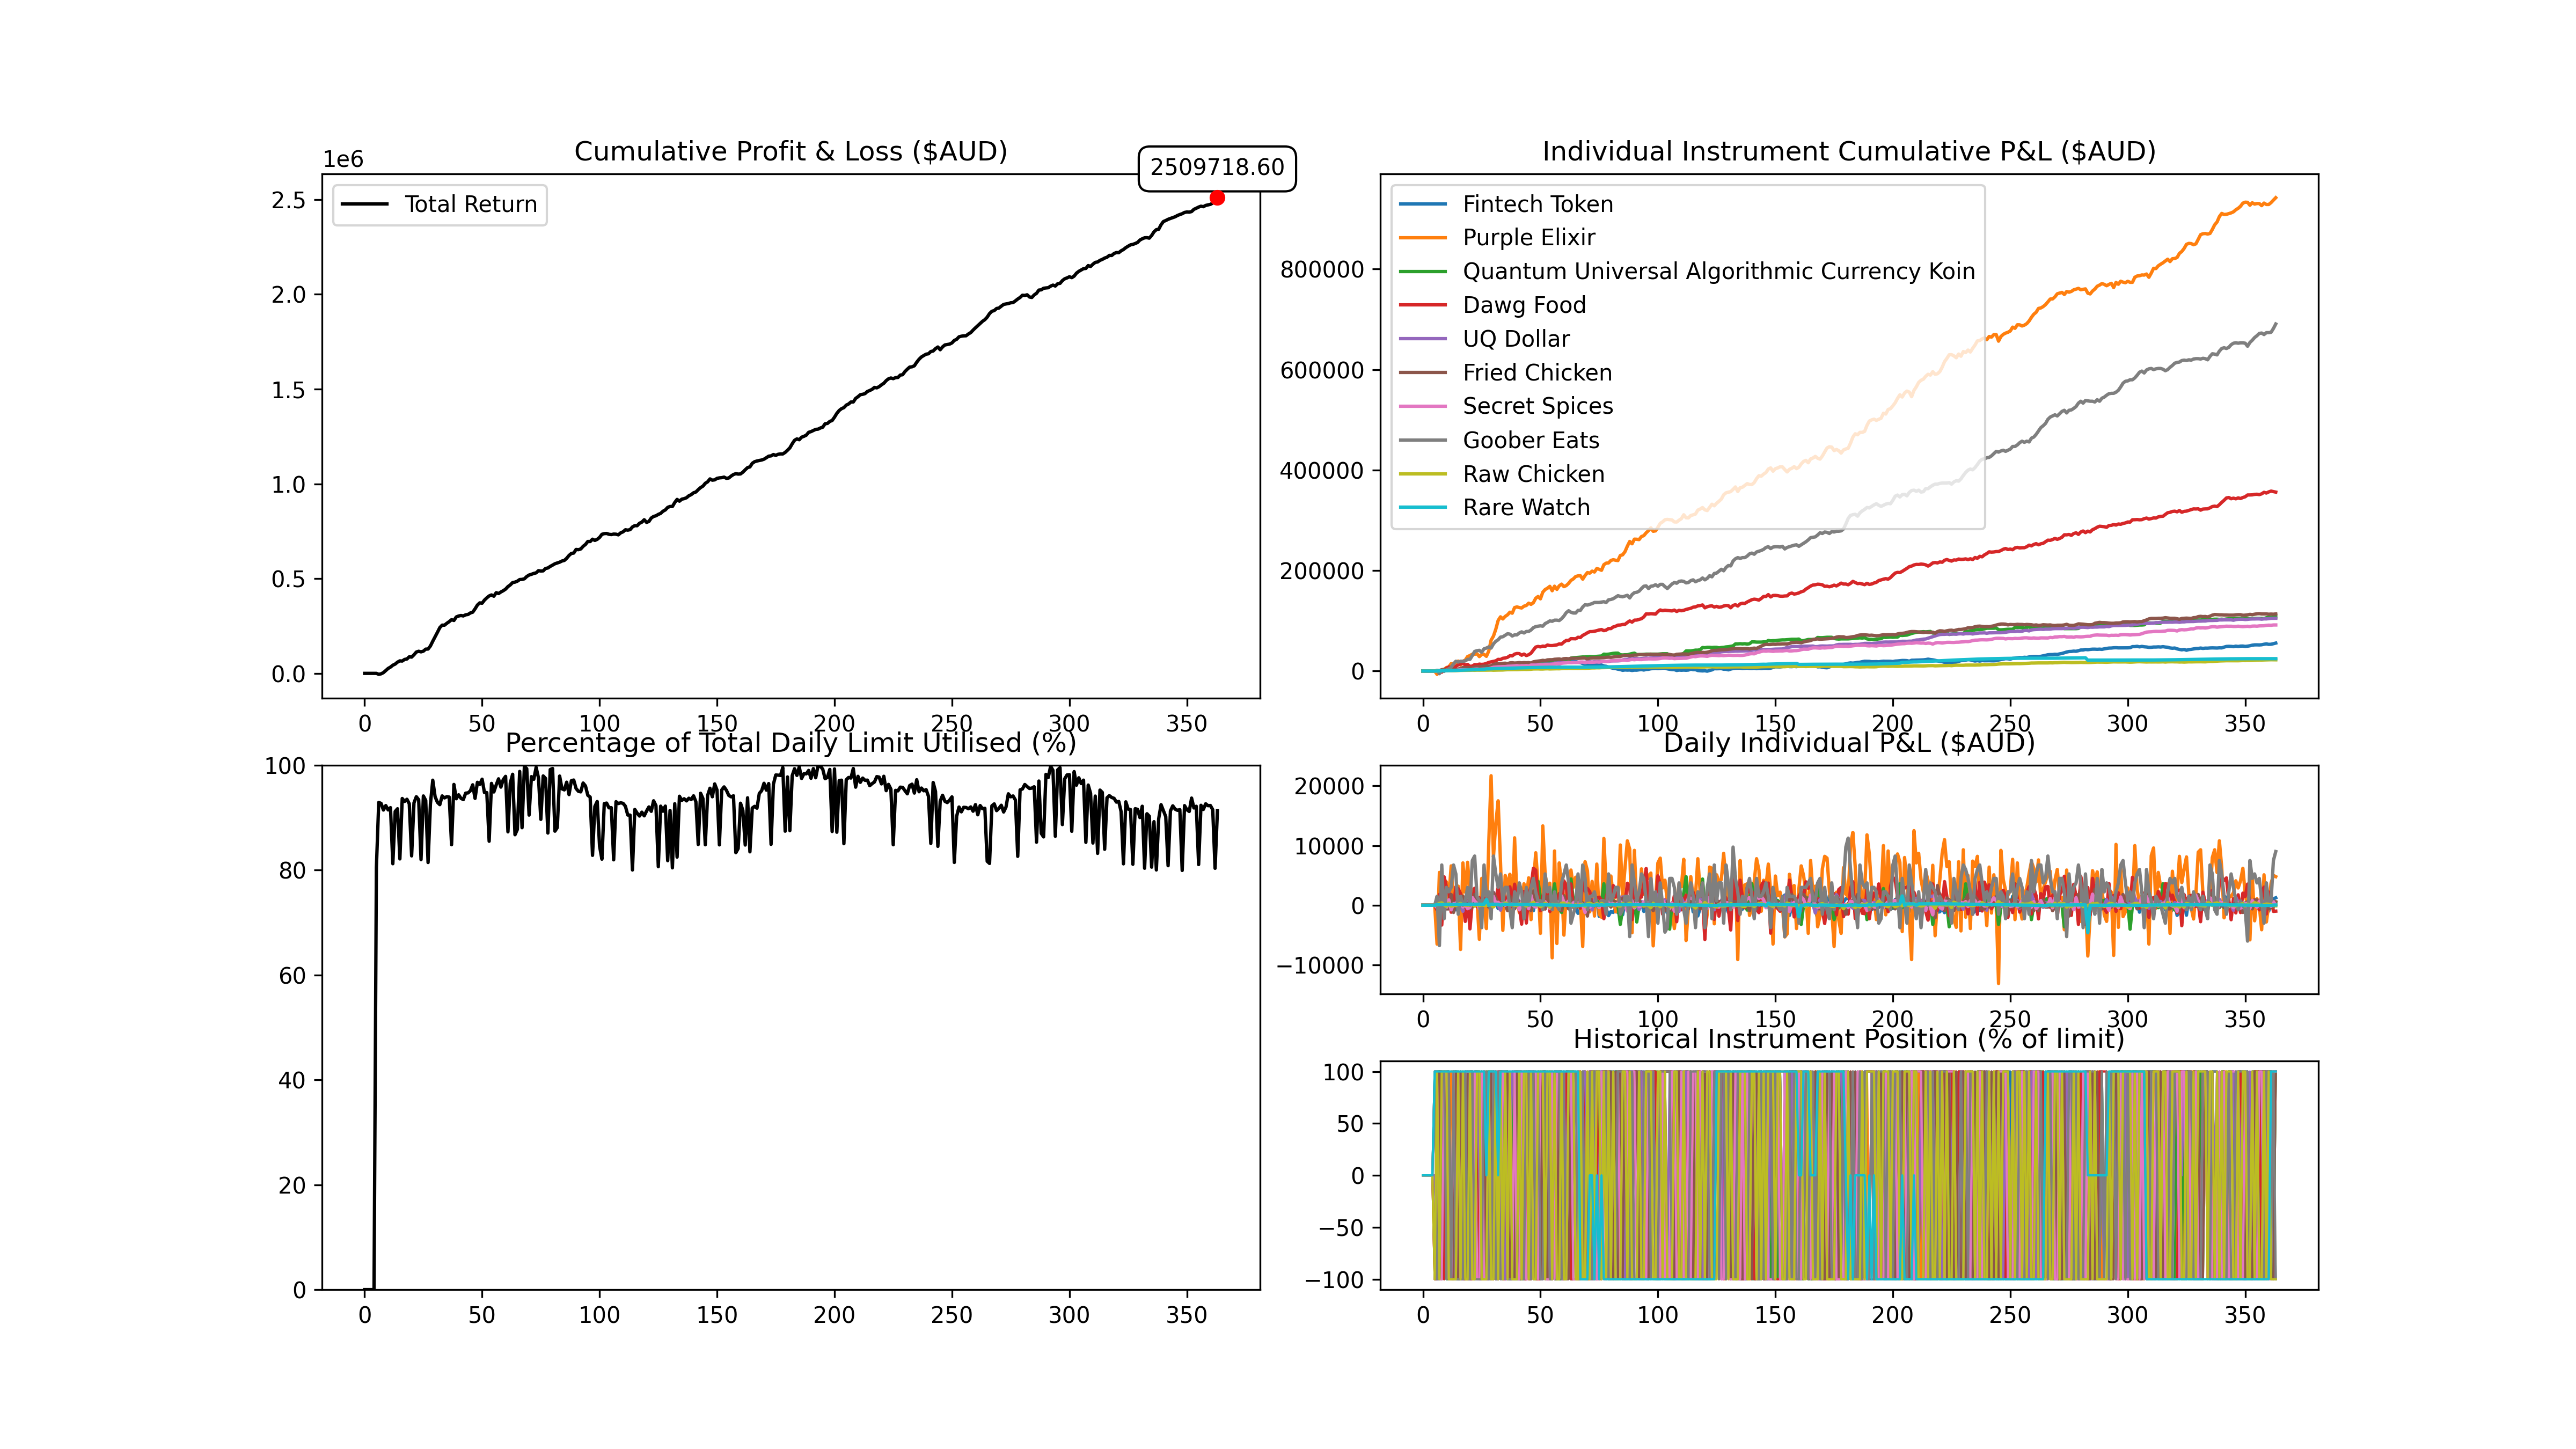 Cumulative Profit & Loss ($AUD)
1e6
2509718.60
Total Return
2.5
2.0
1.5
1.0
0.5
0.0
0 50 100 150 200 250 300 350
Individual Instrument Cumulative P&L ($AUD)
Fintech Token
Purple Elixir
Quantum Universal Algorithmic Currency Koin
Dawg Food
UQ Dollar
Fried Chicken
Secret Spices
Goober Eats
Raw Chicken
Rare Watch
800000
600000
400000
200000
0
0 50 100 150 200 250 300 350
Percentage of Total Daily Limit Utilised (%)
100
80
60
40
20
0
0 50 100 150 200 250 300 350
Daily Individual P&L ($AUD)
20000
10000
0
−10000
0 50 100 150 200 250 300 350
Historical Instrument Position (% of limit)
100
50
0
−50
−100
0 50 100 150 200 250 300 350